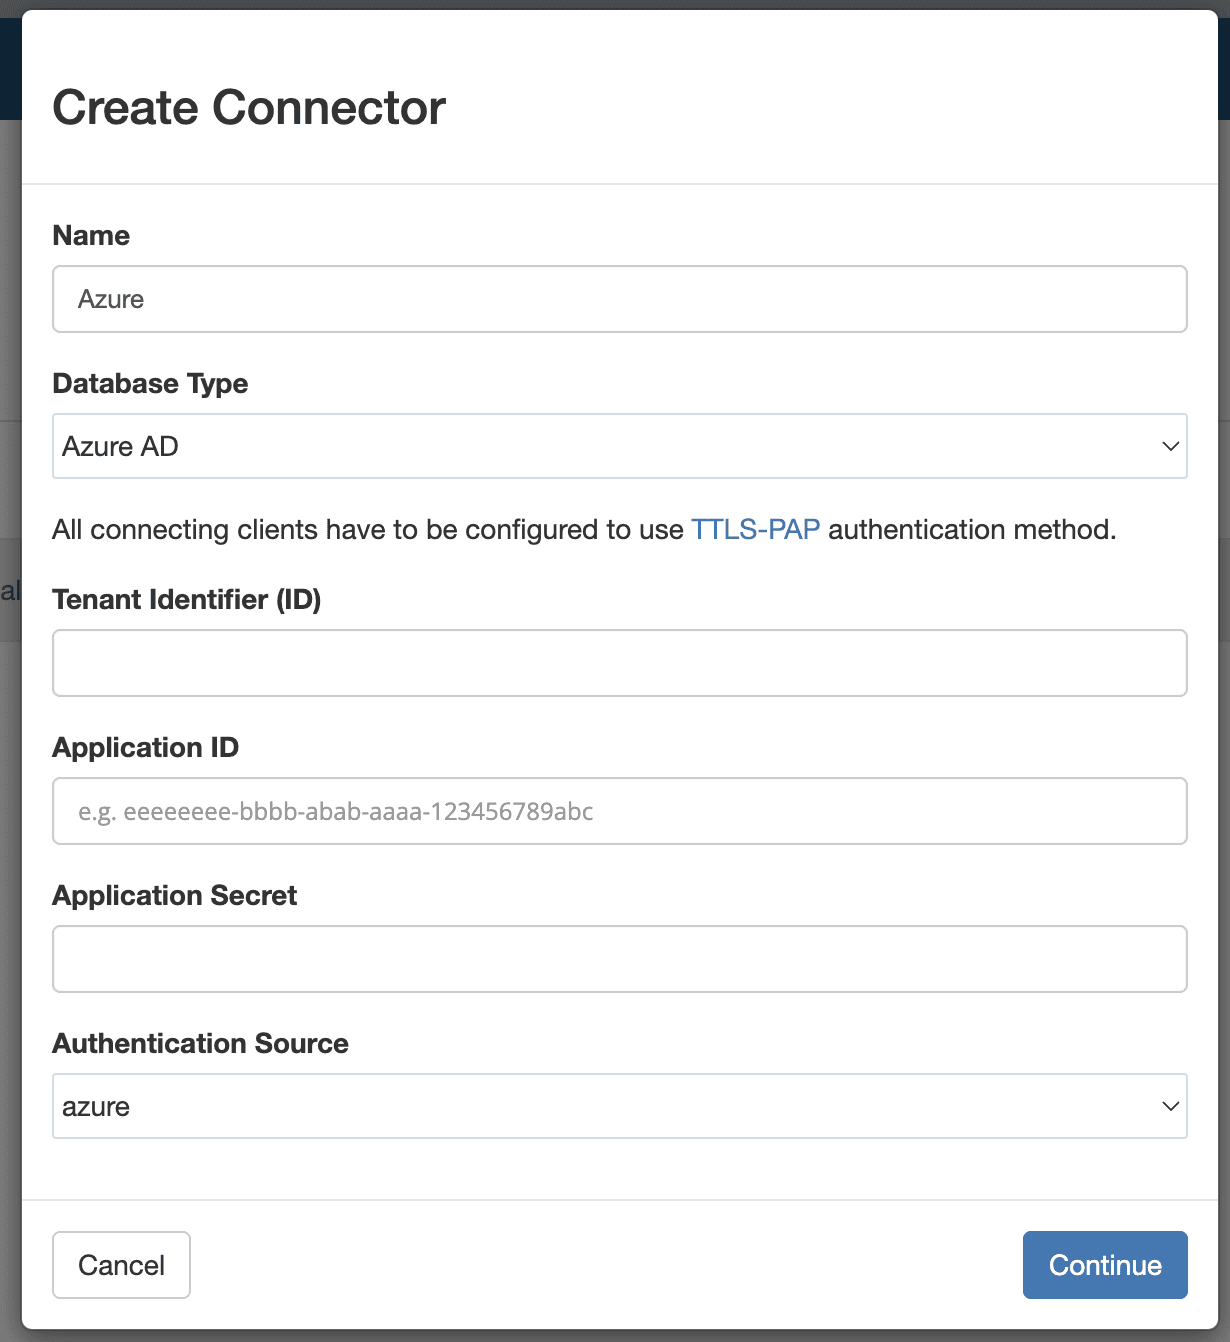 Create Connector
Name
Azure
Database Type
Azure AD
All connecting clients have to be configured to use TTLS-PAP authentication method.
al
Tenant Identifier (ID)
Application ID
e.g. eeeeeeee-bbbb-abab-aaaa-123456789abc
Application Secret
Authentication Source
azure
Cancel
Continue